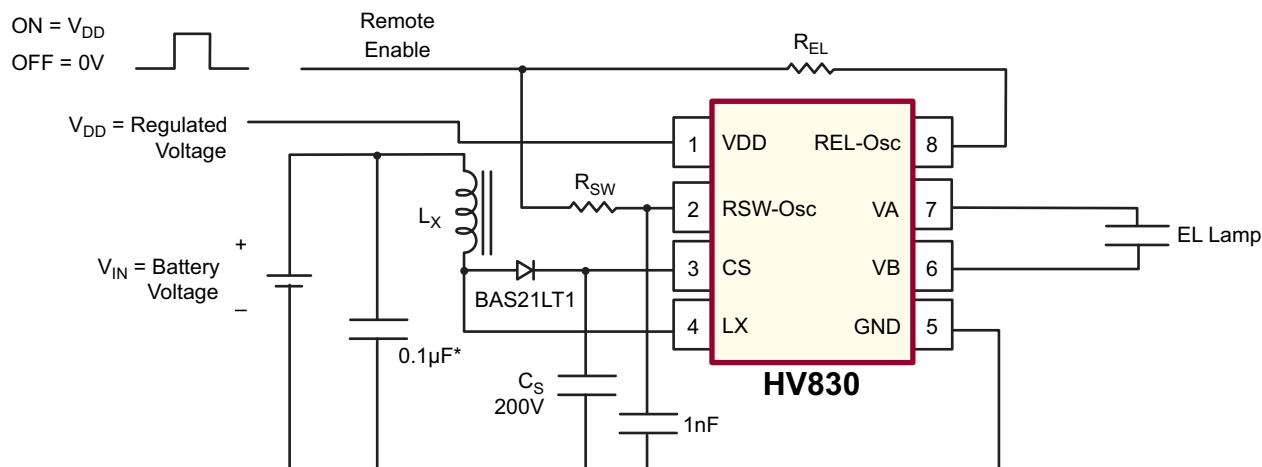 ON = VDD
OFF = 0V
Remote
Enable
REL
VDD = Regulated
Voltage
1
VDD
REL-Osc
8
RSW
2
RSW-Osc
VA
7
LX
EL Lamp
+
VIN = Battery
Voltage
–
3
CS
VB
6
BAS21LT1
4
LX
GND
5
0.1µF*
CS
200V
HV830
1nF